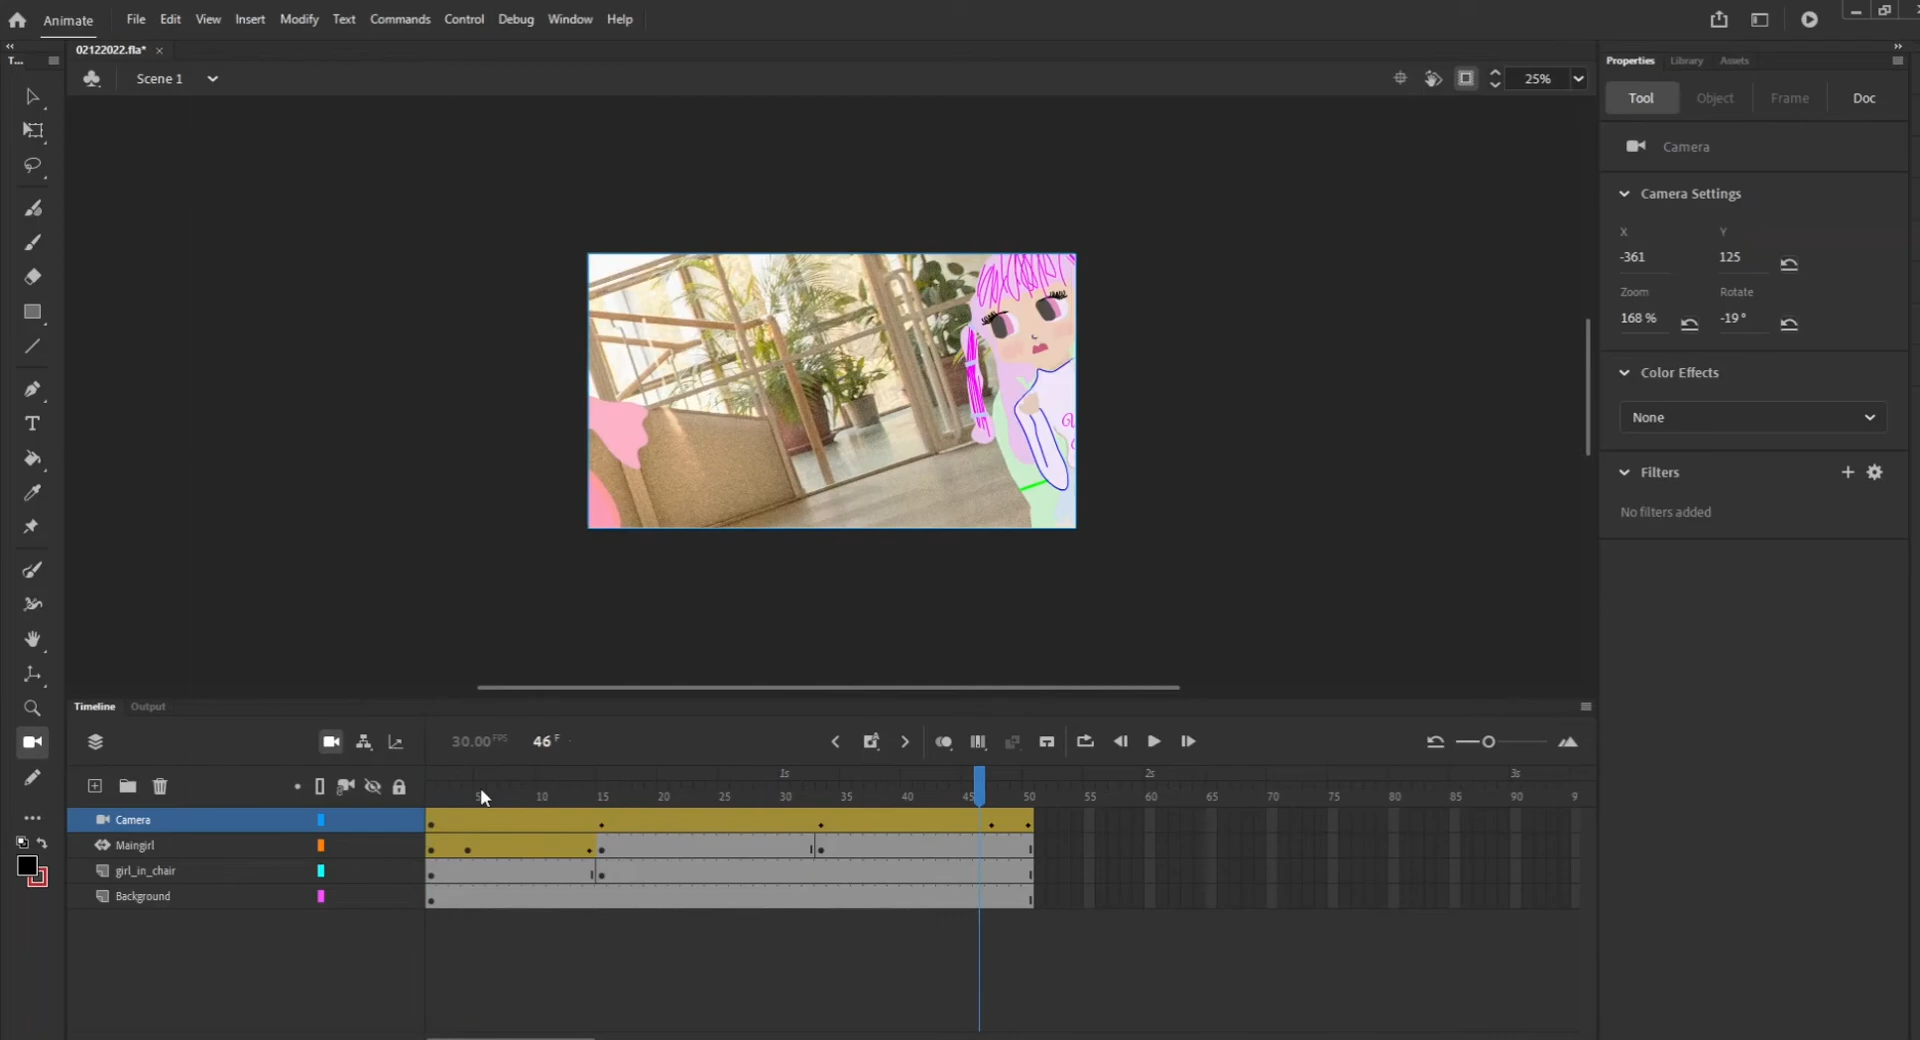 Animate File Edit View Insert Modify Text Commands Control Debug Window Help
T... 02122022.fla* × Properties Library Assets
Scene 1 25%
Tool Object Frame Doc
Camera
Camera Settings
X Y
-361 125
Zoom Rotate
168 % -19 °
Color Effects
None
Filters
No filters added
Timeline Output
30.00 FPS 46 F
1s 2s 3s
5 10 15 20 25 30 35 40 45 50 55 60 65 70 75 80 85 90 9
Camera
Maingirl
girl_in_chair
Background